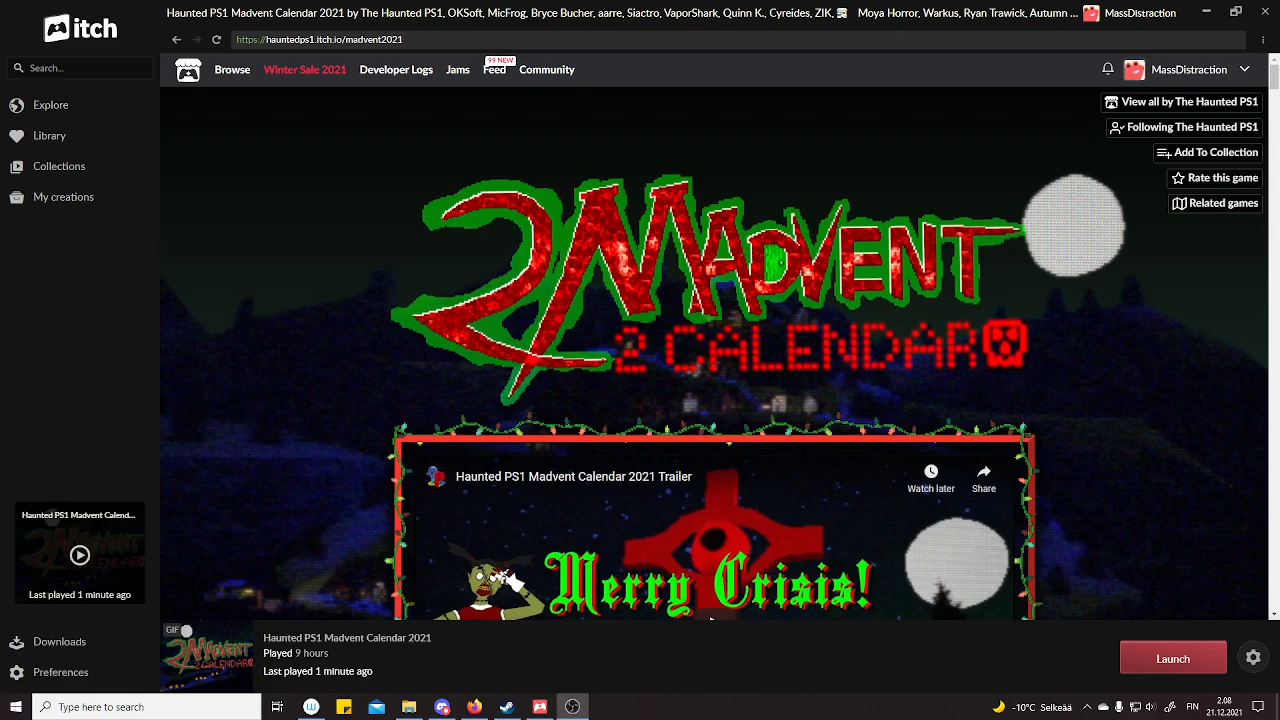 itch
Haunted PS1 Madvent Calendar 2021 by The Haunted PS1, OKSoft, MicFrog, Bryce Bucher, arrr, Siactro, VaporShark, Quinn K, Cyreides, ZIK
Moya Horror, Warkus, Ryan Trawick, Autumn ...
MassDistraction
https://hauntedps1.itch.io/madvent2021
Search...
Browse
Winter Sale 2021
Developer Logs
Jams
99 NEW
Feed
Community
MassDistraction
Explore
Library
Collections
My creations
View all by The Haunted PS1
Following The Haunted PS1
Add To Collection
Rate this game
Related games
MADVENT
2 CALENDAR
Haunted PS1 Madvent Calendar 2021 Trailer
Watch later
Share
Merry Crisis!
Haunted PS1 Madvent Calend...
Last played 1 minute ago
Downloads
Preferences
GIF
MADVENT
2 CALENDAR
Haunted PS1 Madvent Calendar 2021
Played 9 hours
Last played 1 minute ago
Launch
Type here to search
-10°C Selkeää
2.08
21.12.2021